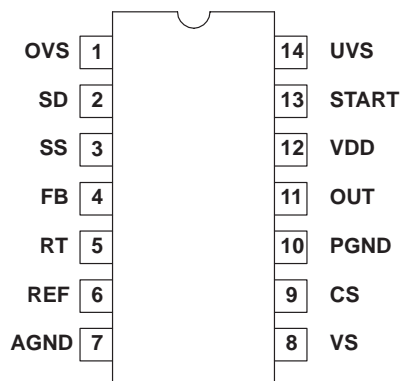 OVS 1 14 UVS
SD 2 13 START
SS 3 12 VDD
FB 4 11 OUT
RT 5 10 PGND
REF 6 9 CS
AGND 7 8 VS